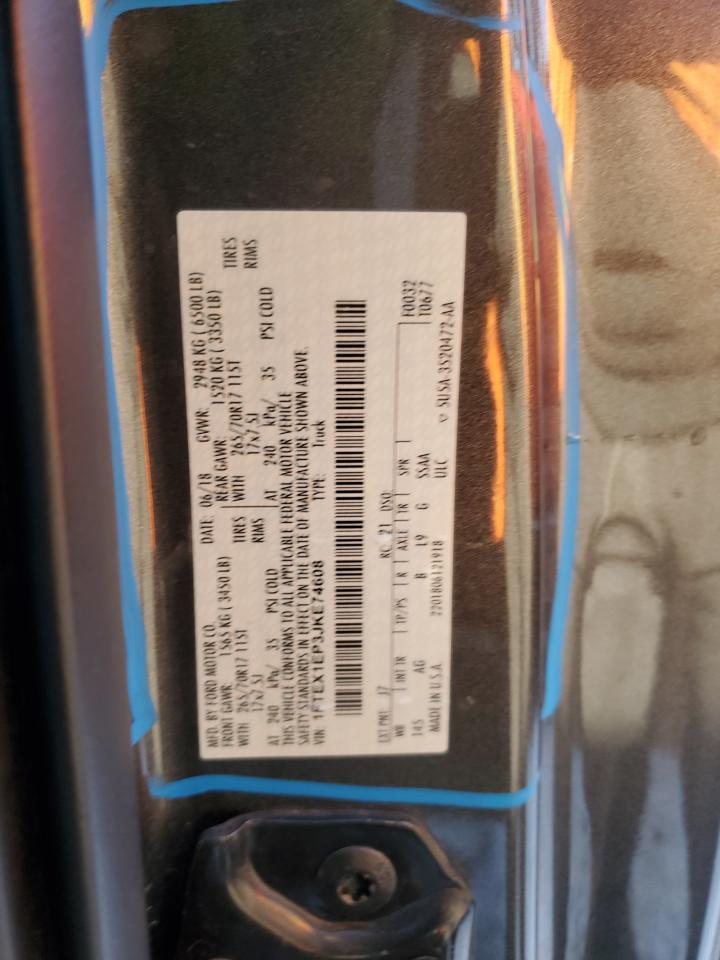 MFD. BY FORD MOTOR CO. DATE: 06/18 GVWR: 2948 KG ( 6500 LB)
FRONT GAWR: 1565 KG ( 3450 LB) REAR GAWR: 1520 KG ( 3350 LB)
WITH 265/70R17 115T TIRES WITH 265/70R17 115T TIRES
17x7.5J RIMS 17x7.5J RIMS
AT 240 kPa/ 35 PSI COLD AT 240 kPa/ 35 PSI COLD
THIS VEHICLE CONFORMS TO ALL APPLICABLE FEDERAL MOTOR VEHICLE
SAFETY STANDARDS IN EFFECT ON THE DATE OF MANUFACTURE SHOWN ABOVE.
VIN: 1FTEX1EP3JKE74608 TYPE: Truck
EXT PNT: J7 RC: 21 DSO: F0032
WB INT TR TP/PS R AXLE TR SPR T0677
145 AG B L9 G SSAA
MADE IN U.S.A. 2201806121918 ULC SU5A-3520472-AA